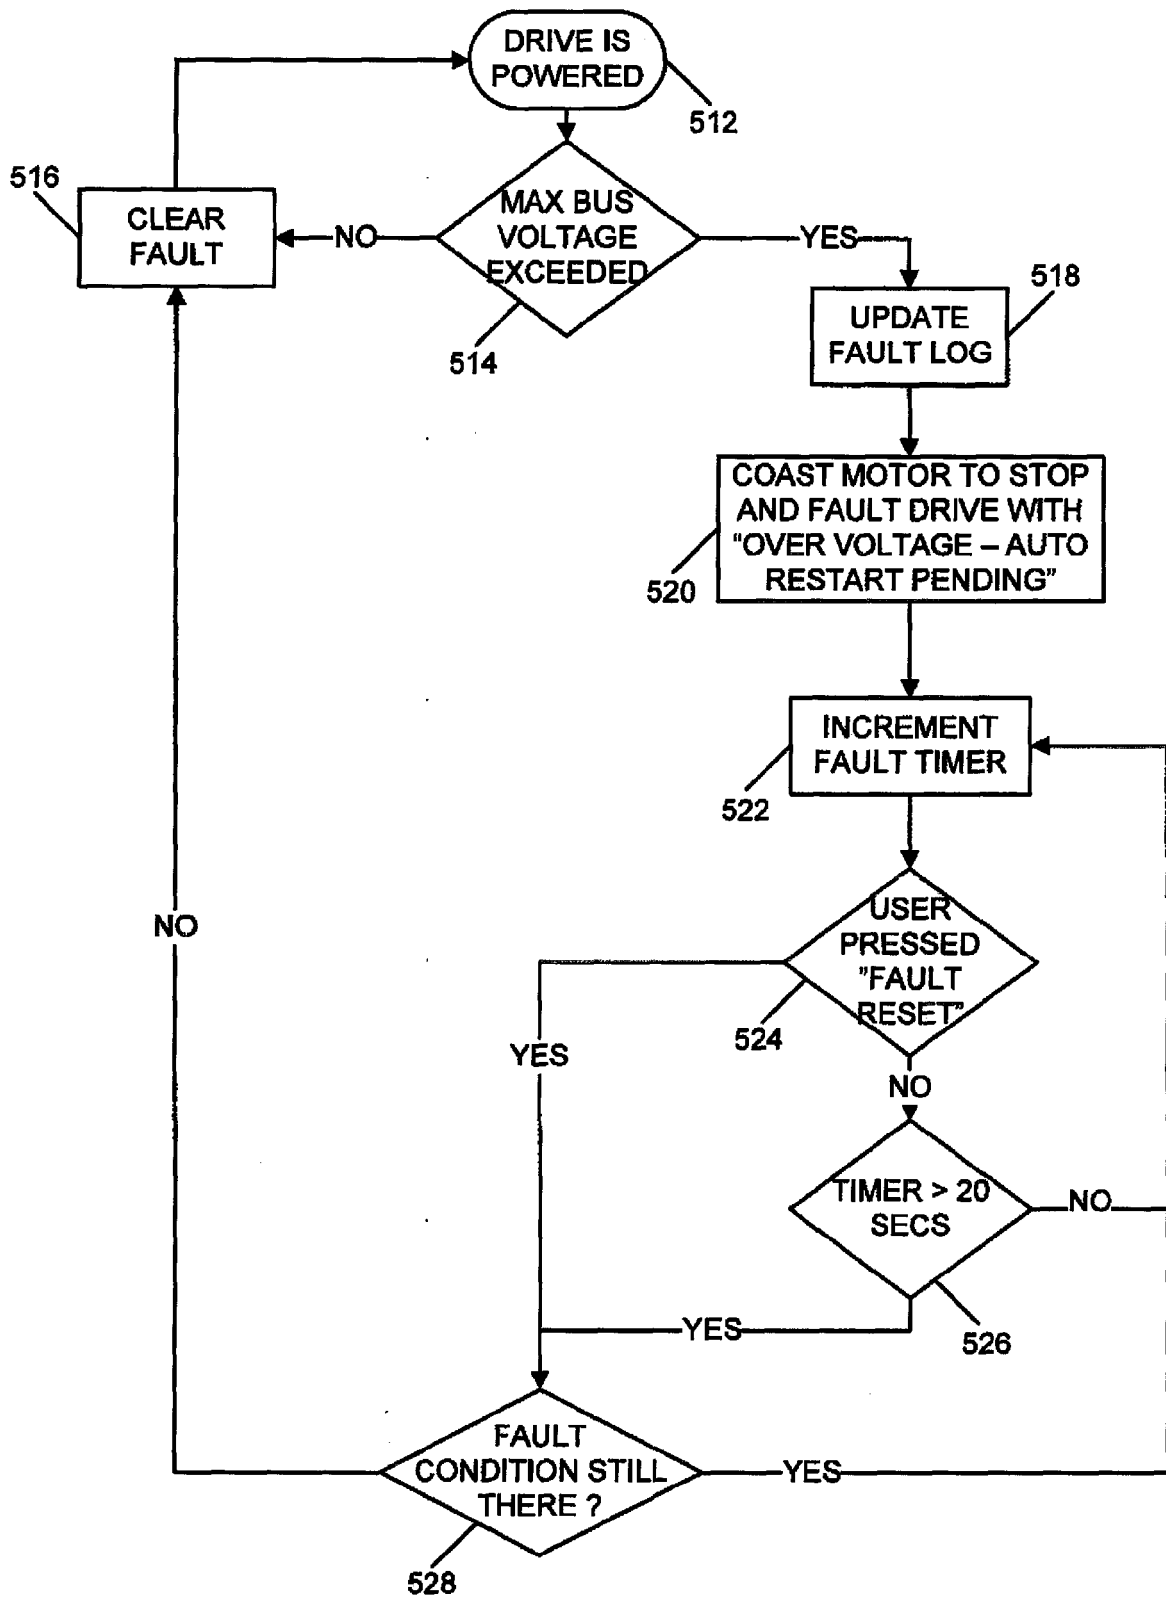 DRIVE IS
POWERED
512
516
CLEAR
FAULT
NO
MAX BUS
VOLTAGE
EXCEEDED
514
YES
518
UPDATE
FAULT LOG
COAST MOTOR TO STOP
AND FAULT DRIVE WITH
“OVER VOLTAGE – AUTO
RESTART PENDING”
520
INCREMENT
FAULT TIMER
522
NO
USER
PRESSED
”FAULT
RESET”
524
YES
NO
TIMER > 20
SECS
NO
526
YES
FAULT
CONDITION STILL
THERE ?
YES
528